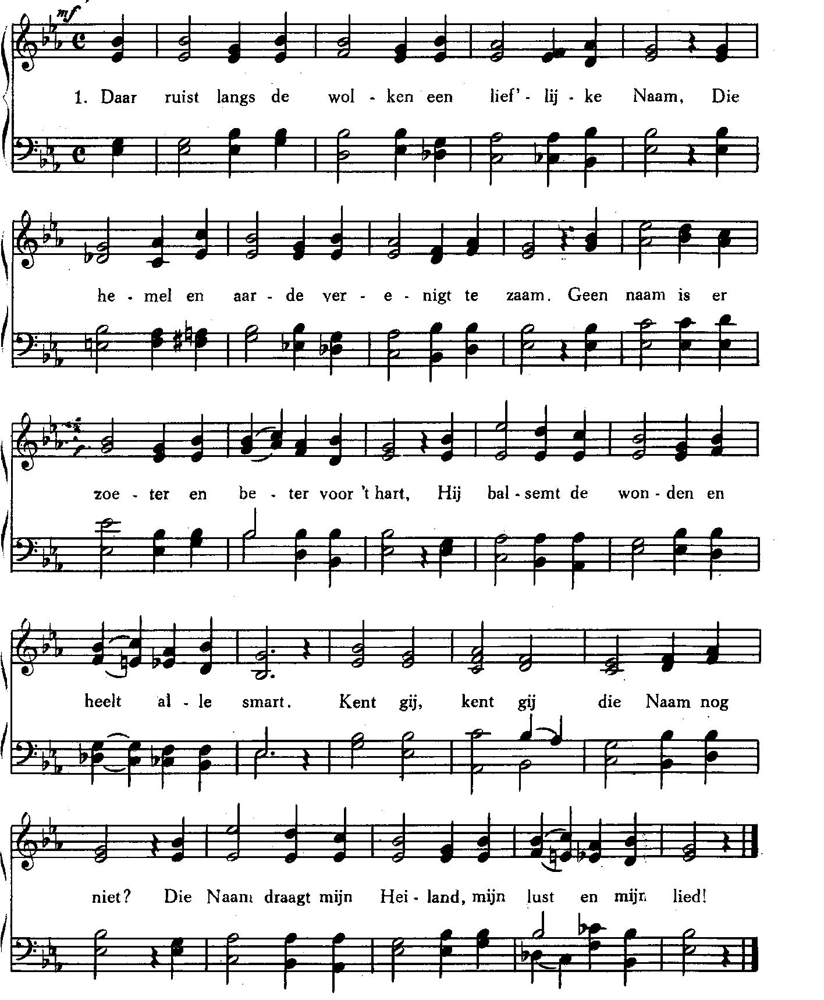 mf
1. Daar ruist langs de wol - ken een lief' - lij - ke Naam, Die
he - mel en aar - de ver - e - nigt te zaam. Geen naam is er
zoe - ter en be - ter voor 't hart, Hij bal - semt de won - den en
heelt al - le smart. Kent gij, kent gij die Naam nog
niet? Die Naam draagt mijn Hei - land, mijn lust en mijn lied!